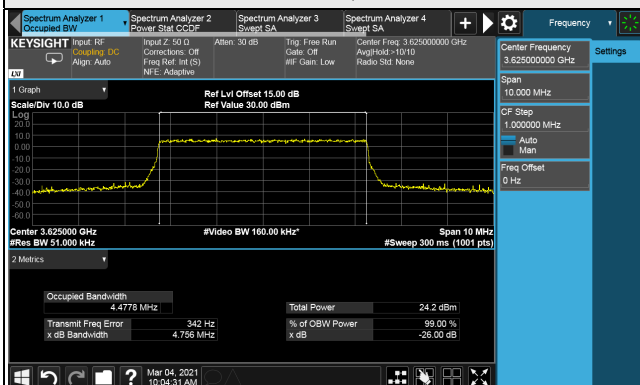 Spectrum Analyzer 1
Occupied BW
Spectrum Analyzer 2
Power Stat CCDF
Spectrum Analyzer 3
Swept SA
Spectrum Analyzer 4
Swept SA
Frequency
KEYSIGHT
LXI
Input: RF
Coupling: DC
Align: Auto
Input Z: 50 Ω
Corrections: Off
Freq Ref: Int (S)
NFE: Adaptive
Atten: 30 dB
Trig: Free Run
Gate: Off
#IF Gain: Low
Center Freq: 3.625000000 GHz
Avg|Hold:>10/10
Radio Std: None
Center Frequency
3.625000000 GHz
Settings
Span
10.000 MHz
CF Step
1.000000 MHz
Auto
Man
Freq Offset
0 Hz
1 Graph
Scale/Div 10.0 dB
Ref Lvl Offset 15.00 dB
Ref Value 30.00 dBm
Log
20.0
10.0
0.00
-10.0
-20.0
-30.0
-40.0
-50.0
-60.0
Center 3.625000 GHz
#Res BW 51.000 kHz
#Video BW 160.00 kHz*
Span 10 MHz
#Sweep 300 ms (1001 pts)
2 Metrics
Occupied Bandwidth
4.4778 MHz
Transmit Freq Error 342 Hz
x dB Bandwidth 4.756 MHz
Total Power 24.2 dBm
% of OBW Power 99.00 %
x dB -26.00 dB
?
Mar 04, 2021
10:04:31 AM